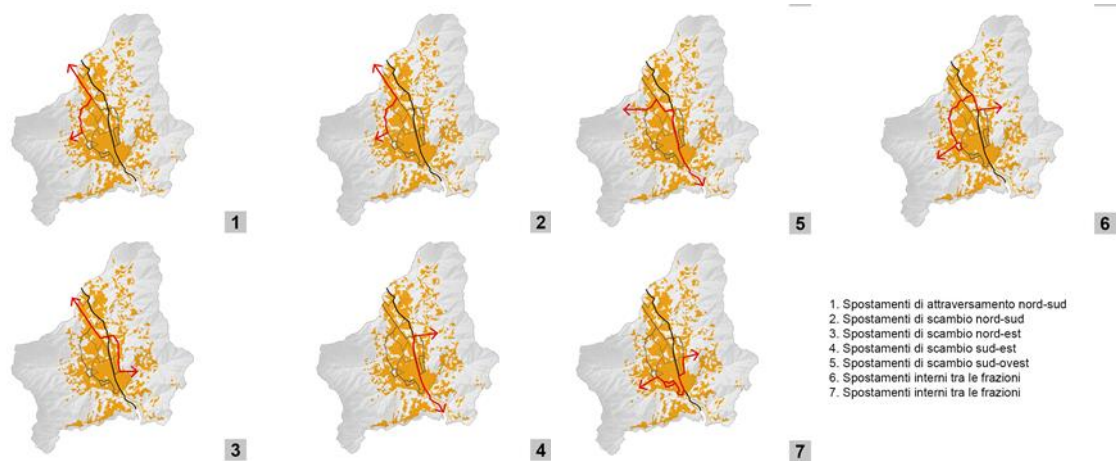 1
2
5
6
3
4
7
1. Spostamenti di attraversamento nord-sud
2. Spostamenti di scambio nord-sud
3. Spostamenti di scambio nord-est
4. Spostamenti di scambio sud-est
5. Spostamenti di scambio sud-ovest
6. Spostamenti interni tra le frazioni
7. Spostamenti interni tra le frazioni